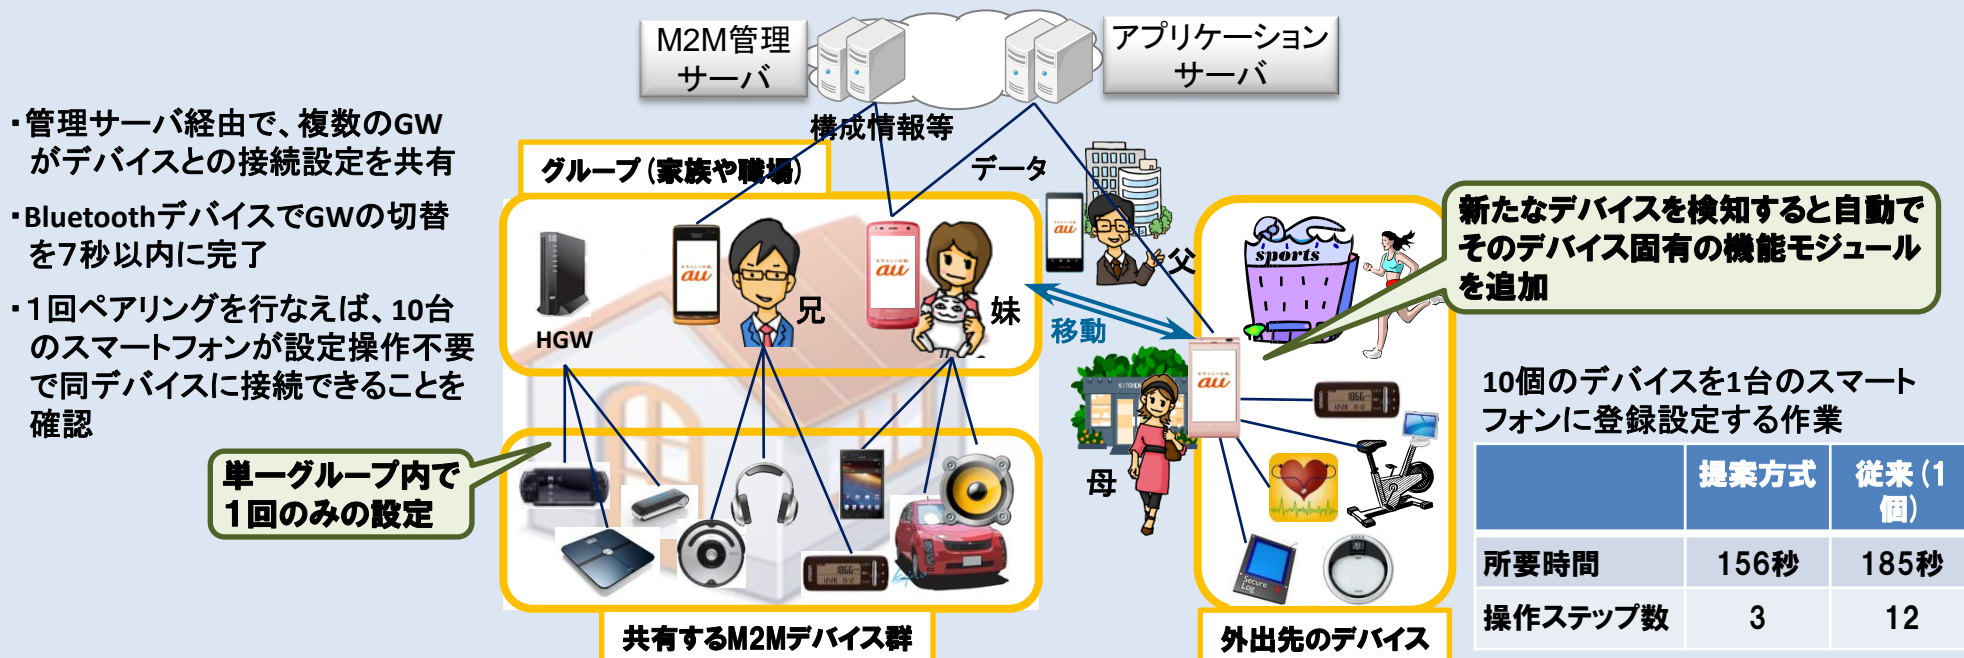 M2M管理
サーバ
アプリケーション
サーバ
・管理サーバ経由で、複数のGW
がデバイスとの接続設定を共有
・BluetoothデバイスでGWの切替
を７秒以内に完了
・１回ペアリングを行なえば、10台
のスマートフォンが設定操作不要
で同デバイスに接続できることを
確認
構成情報等
データ
グループ（家族や職場）
HGW
au
兄
au
妹
au
父
移動
母
au
sports
KITCHEN
新たなデバイスを検知すると自動で
そのデバイス固有の機能モジュール
を追加
単一グループ内で
１回のみの設定
Secure
Log
共有するM2Mデバイス群
外出先のデバイス
10個のデバイスを1台のスマート
フォンに登録設定する作業
提案方式 従来（1
個）
所要時間 156秒 185秒
操作ステップ数 3 12